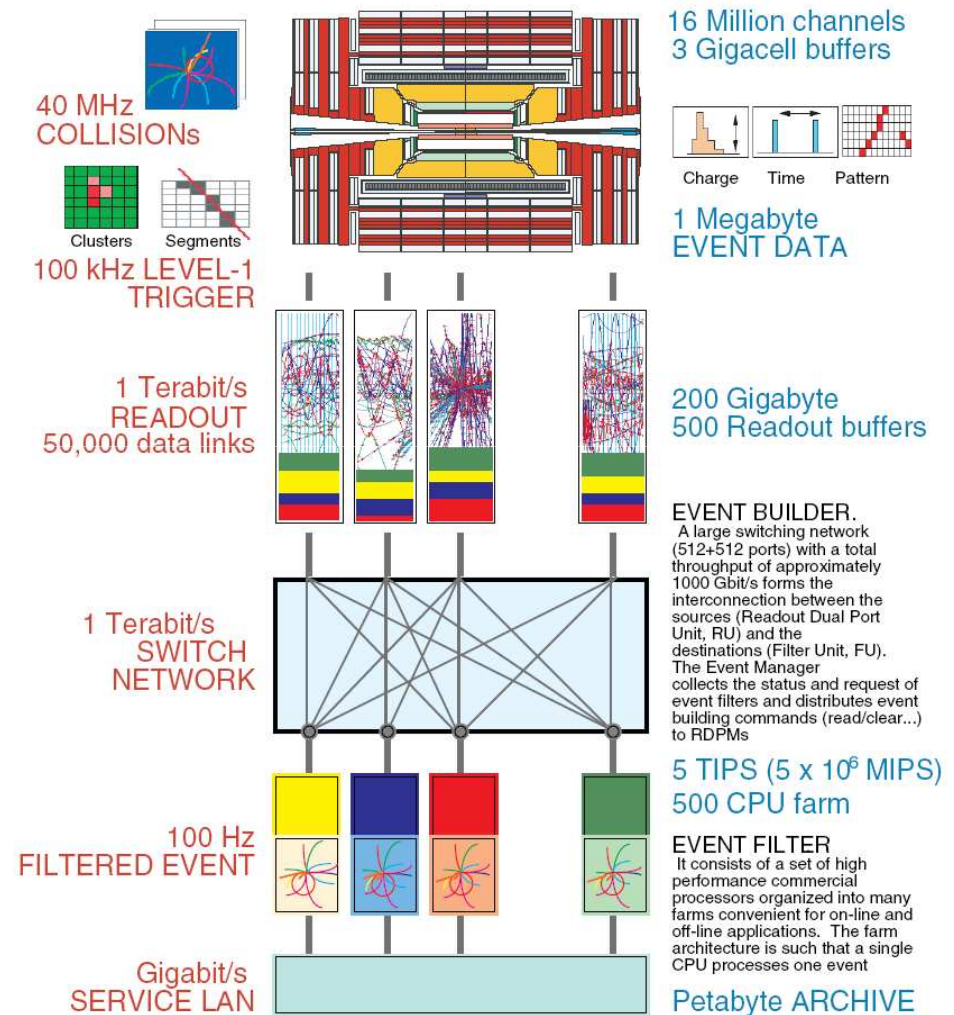 16 Million channels
3 Gigacell buffers
40 MHz
COLLISIONs
Charge Time Pattern
Clusters Segments
1 Megabyte
EVENT DATA
100 kHz LEVEL-1
TRIGGER
1 Terabit/s
READOUT
50,000 data links
200 Gigabyte
500 Readout buffers
EVENT BUILDER.
A large switching network
(512+512 ports) with a total
throughput of approximately
1000 Gbit/s forms the
interconnection between the
sources (Readout Dual Port
Unit, RU) and the
destinations (Filter Unit, FU).
The Event Manager
collects the status and request of
event filters and distributes event
building commands (read/clear...)
to RDPMs
1 Terabit/s
SWITCH
NETWORK
5 TIPS (5 x 10⁶ MIPS)
500 CPU farm
100 Hz
FILTERED EVENT
EVENT FILTER
It consists of a set of high
performance commercial
processors organized into many
farms convenient for on-line and
off-line applications. The farm
architecture is such that a single
CPU processes one event
Gigabit/s
SERVICE LAN
Petabyte ARCHIVE